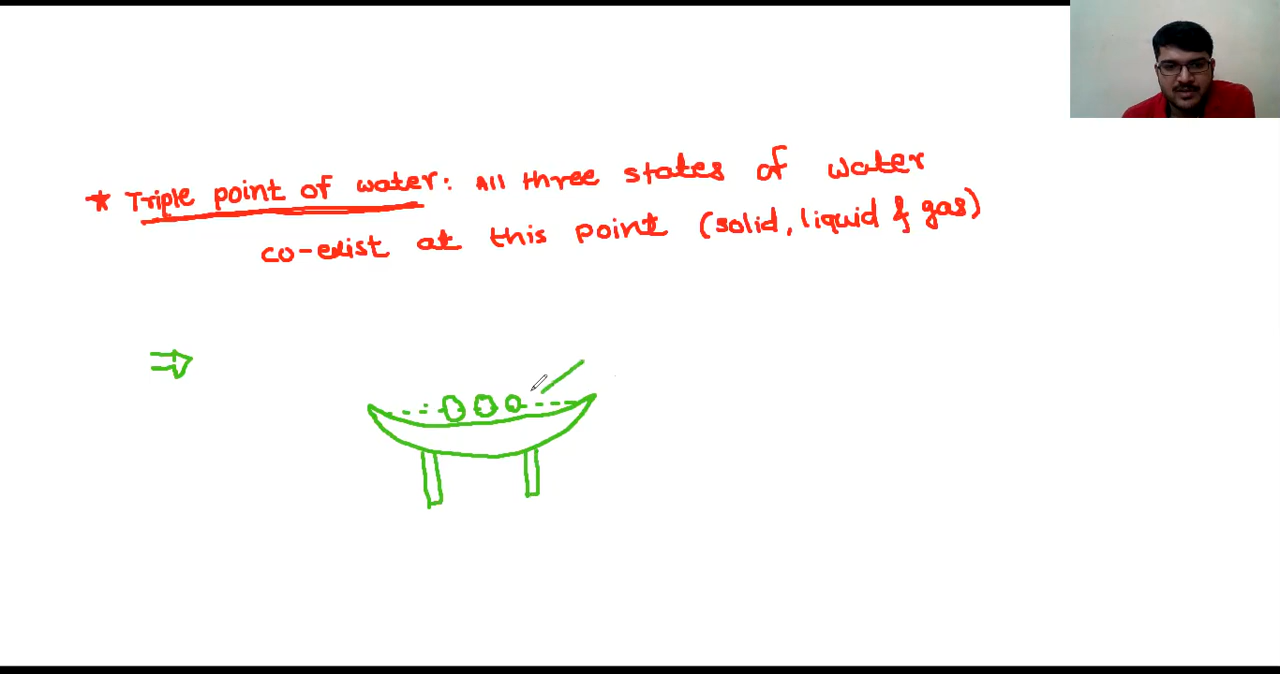 * Triple point of water: All three states of water
co-exist at this point (solid, liquid & gas)